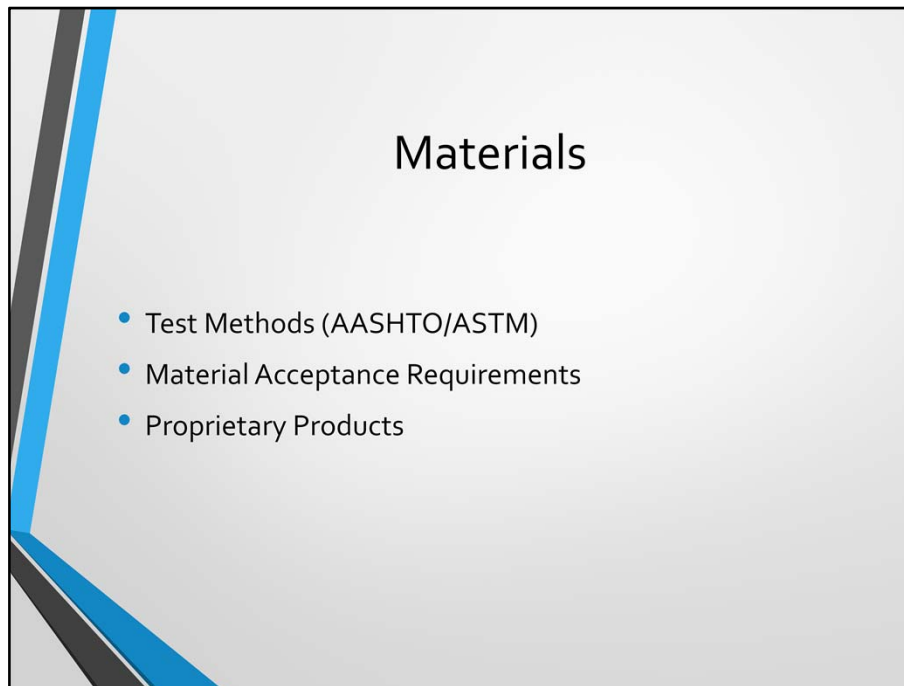 Materials
Test Methods (AASHTO/ASTM)
Material Acceptance Requirements
Proprietary Products